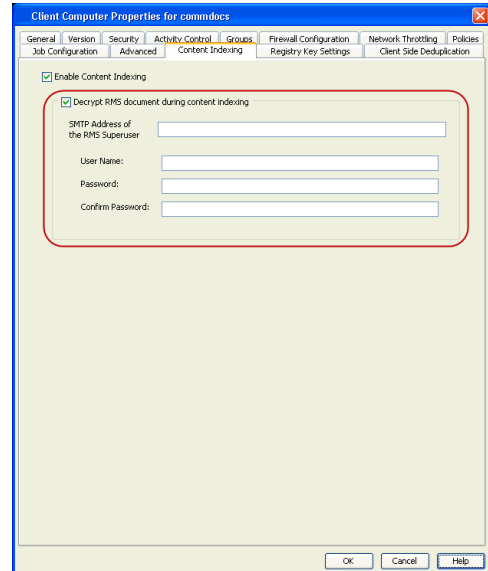 Client Computer Properties for commdocs
General Version Security Activity Control Groups Firewall Configuration Network Throttling Policies
Job Configuration Advanced Content Indexing Registry Key Settings Client Side Deduplication
Enable Content Indexing
Decrypt RMS document during content indexing
SMTP Address of
the RMS Superuser
User Name:
Password:
Confirm Password:
OK Cancel Help